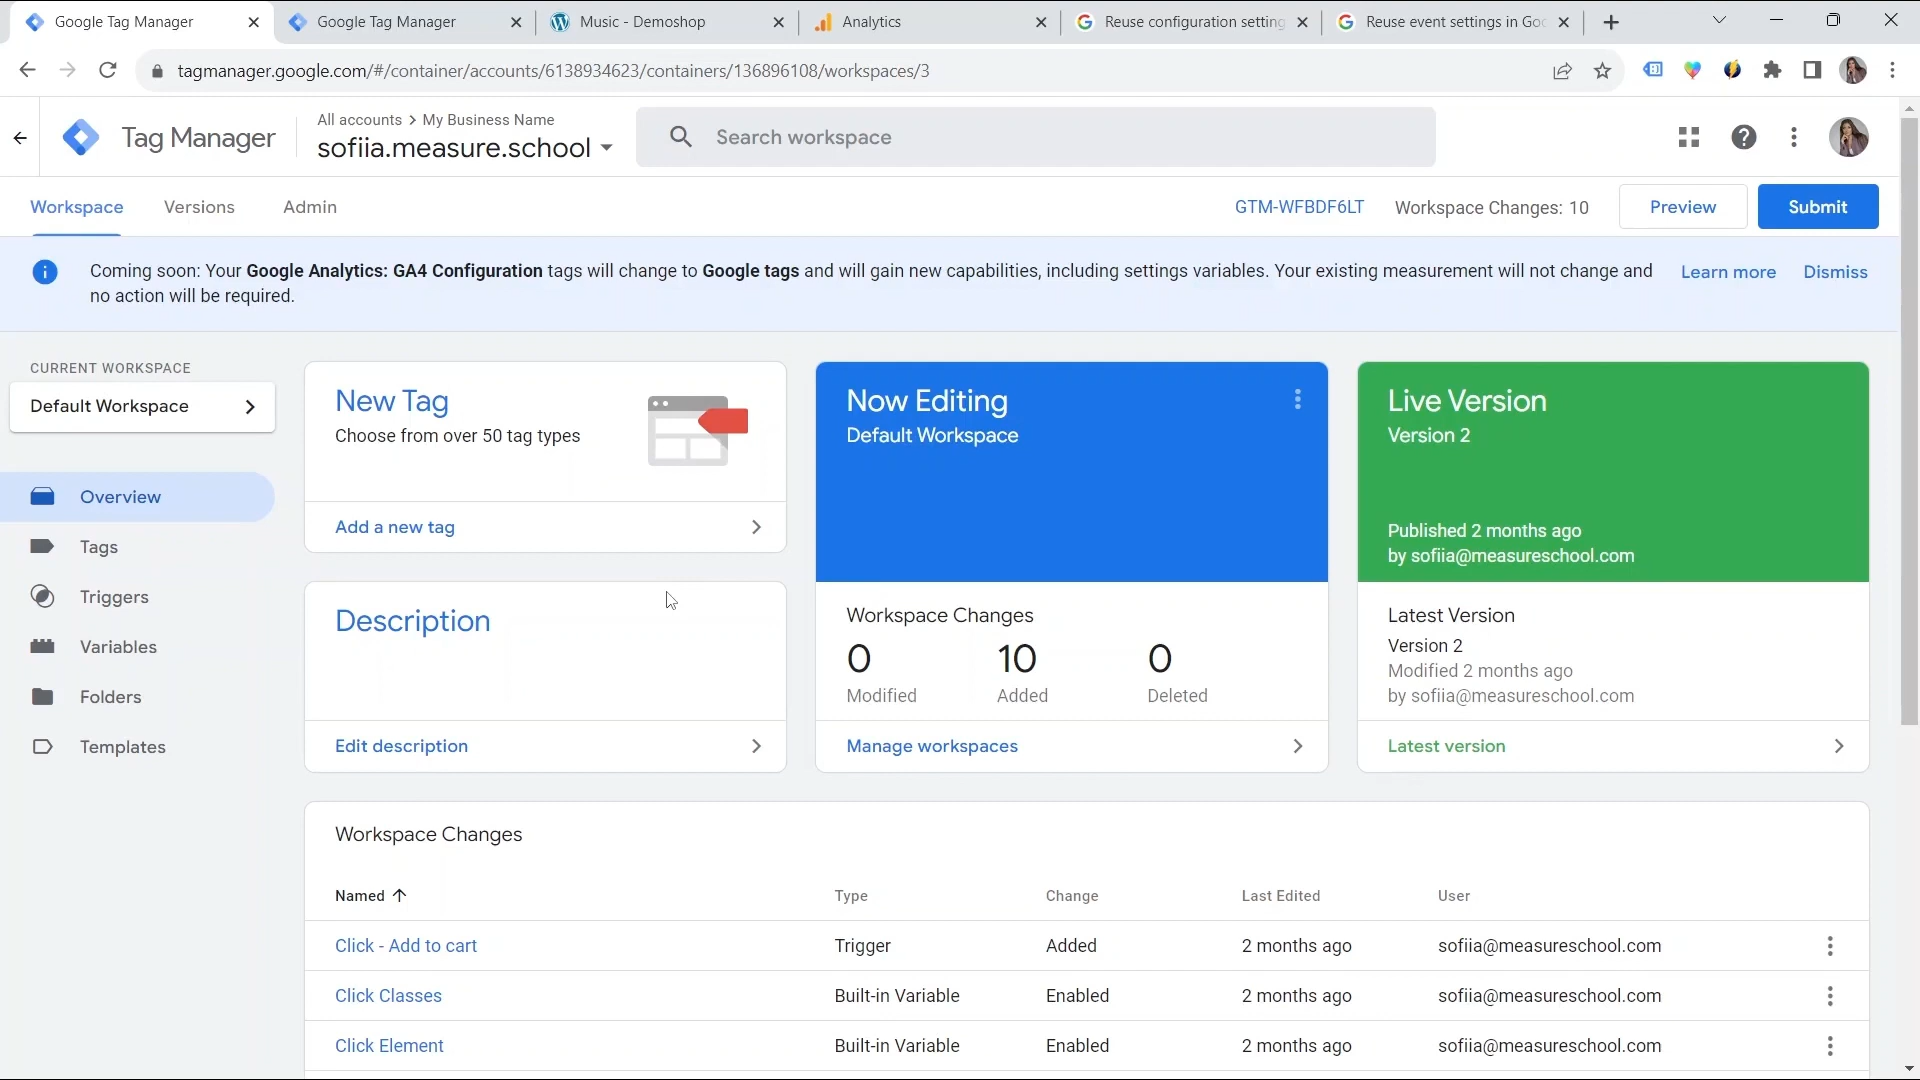 Google Tag Manager
Google Tag Manager
Music - Demoshop
Analytics
Reuse configuration setting
Reuse event settings in Goo
tagmanager.google.com/#/container/accounts/6138934623/containers/136896108/workspaces/3
Tag Manager
All accounts > My Business Name
sofiia.measure.school
Search workspace
Workspace
Versions
Admin
GTM-WFBDF6LT
Workspace Changes: 10
Preview
Submit
Coming soon: Your Google Analytics: GA4 Configuration tags will change to Google tags and will gain new capabilities, including settings variables. Your existing measurement will not change and
no action will be required.
Learn more
Dismiss
CURRENT WORKSPACE
Default Workspace
Overview
Tags
Triggers
Variables
Folders
Templates
New Tag
Choose from over 50 tag types
Add a new tag
Description
Edit description
Now Editing
Default Workspace
Workspace Changes
0 10 0
Modified Added Deleted
Manage workspaces
Live Version
Version 2
Published 2 months ago
by sofiia@measureschool.com
Latest Version
Version 2
Modified 2 months ago
by sofiia@measureschool.com
Latest version
Workspace Changes
Named Type Change Last Edited User
Click - Add to cart Trigger Added 2 months ago sofiia@measureschool.com
Click Classes Built-in Variable Enabled 2 months ago sofiia@measureschool.com
Click Element Built-in Variable Enabled 2 months ago sofiia@measureschool.com